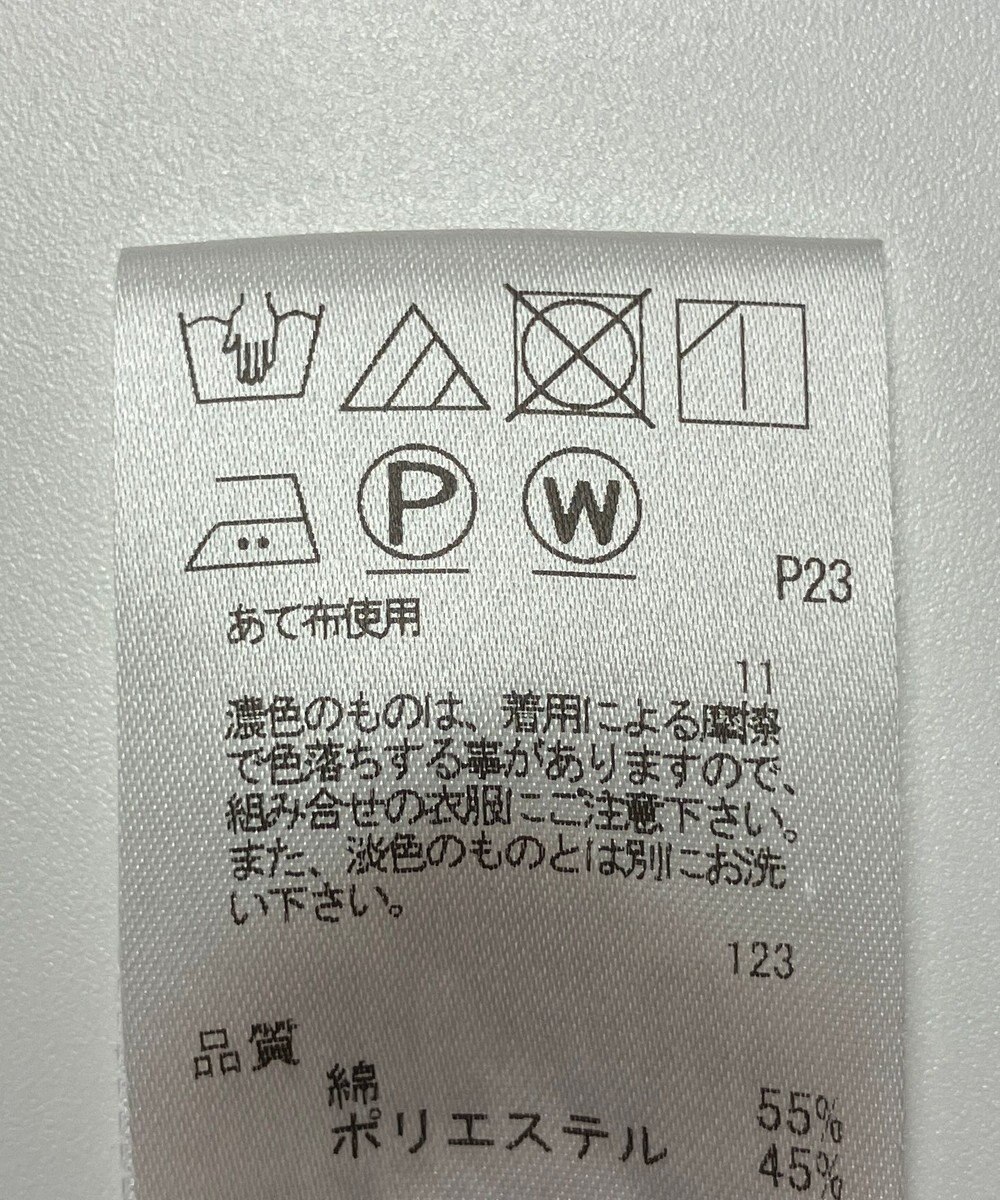 P
W
P23
あて布使用
11
濃色のものは、着用による摩擦
で色落ちする事がありますので、
組み合せの衣服にご注意下さい。
また、淡色のものとは別にお洗
い下さい。
123
品質
綿 55%
ポリエステル 45%